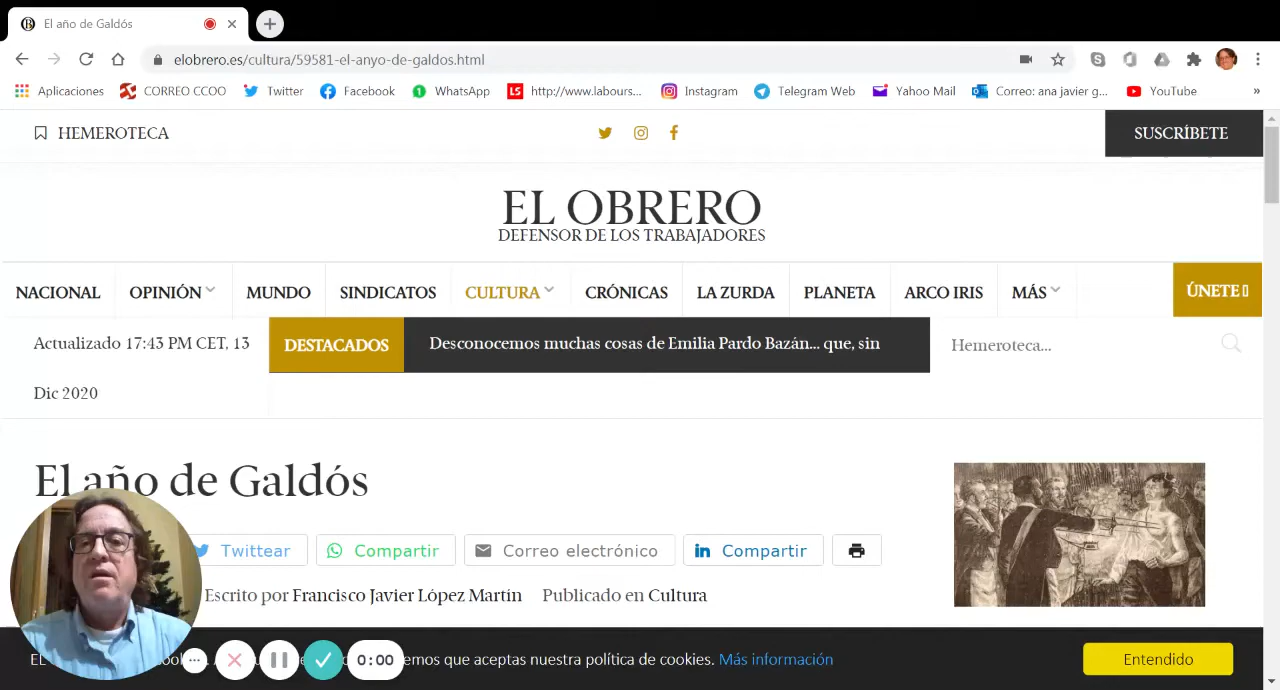 El año de Galdós
elobrero.es/cultura/59581-el-anyo-de-galdos.html
Aplicaciones CORREO CCOO Twitter Facebook WhatsApp http://www.labours... Instagram Telegram Web Yahoo Mail Correo: ana javier g... YouTube »
HEMEROTECA
SUSCRÍBETE
EL OBRERO
DEFENSOR DE LOS TRABAJADORES
NACIONAL OPINIÓN MUNDO SINDICATOS CULTURA CRÓNICAS LA ZURDA PLANETA ARCO IRIS MÁS ÚNETE
Actualizado 17:43 PM CET, 13
Dic 2020
DESTACADOS
Desconocemos muchas cosas de Emilia Pardo Bazán... que, sin
Hemeroteca...
El año de Galdós
Twittear Compartir Correo electrónico Compartir
Escrito por Francisco Javier López Martín Publicado en Cultura
0:00
emos que aceptas nuestra política de cookies. Más información
Entendido